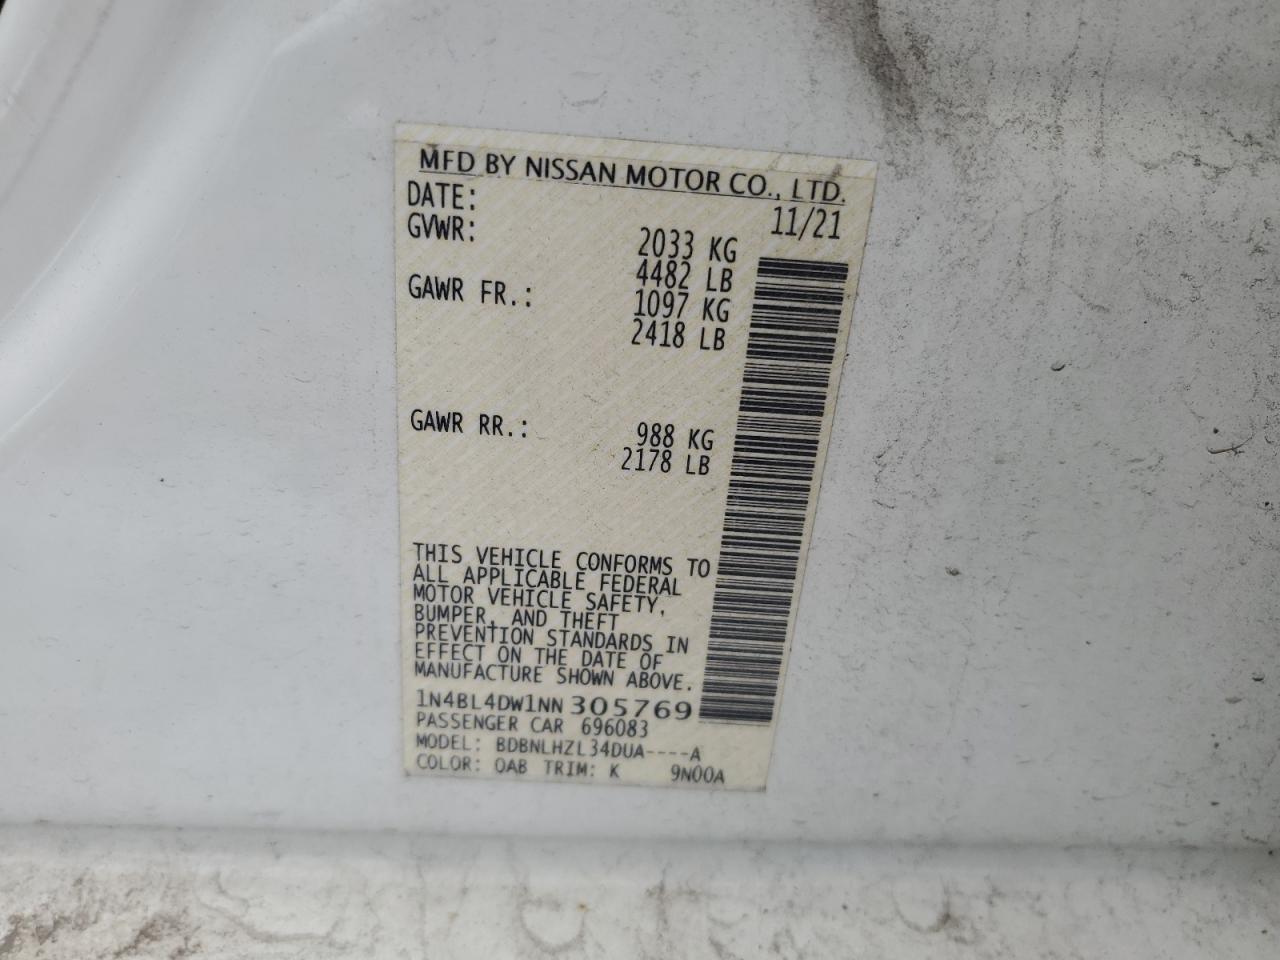 MFD BY NISSAN MOTOR CO., LTD.
DATE: 11/21
GVWR: 2033 KG
4482 LB
GAWR FR.: 1097 KG
2418 LB
GAWR RR.: 988 KG
2178 LB
THIS VEHICLE CONFORMS TO
ALL APPLICABLE FEDERAL
MOTOR VEHICLE SAFETY,
BUMPER, AND THEFT
PREVENTION STANDARDS IN
EFFECT ON THE DATE OF
MANUFACTURE SHOWN ABOVE.
1N4BL4DW1NN305769
PASSENGER CAR 696083
MODEL: BDBNLHZL34DUA----A
COLOR: QAB TRIM: K 9N00A